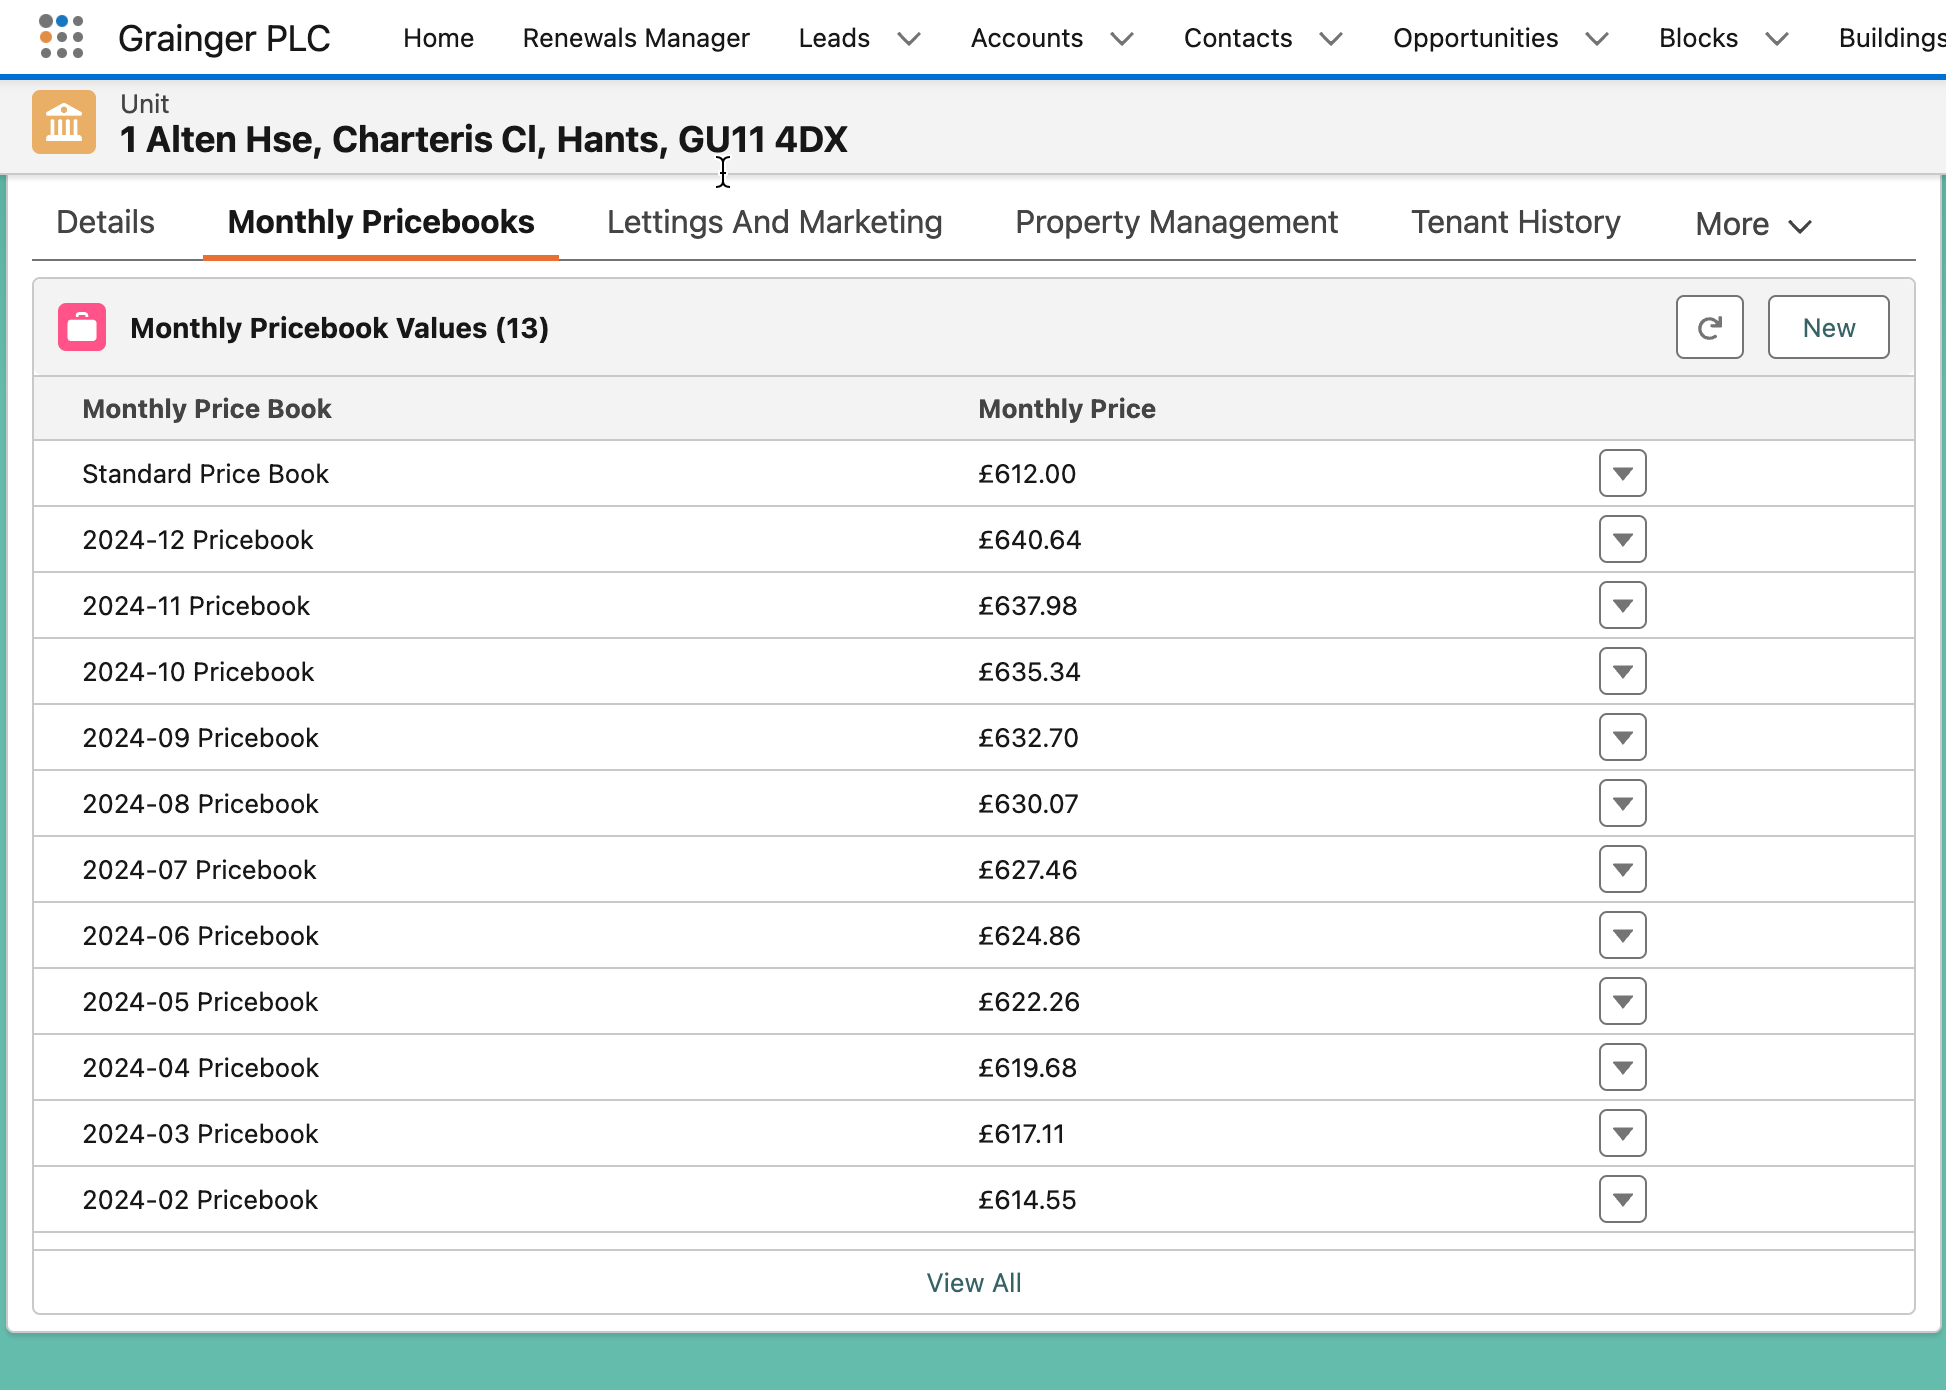 Grainger PLC Home Renewals Manager Leads Accounts Contacts Opportunities Blocks Buildings
Unit
1 Alten Hse, Charteris Cl, Hants, GU11 4DX
Details Monthly Pricebooks Lettings And Marketing Property Management Tenant History More
Monthly Pricebook Values (13) New
Monthly Price Book Monthly Price
Standard Price Book £612.00
2024-12 Pricebook £640.64
2024-11 Pricebook £637.98
2024-10 Pricebook £635.34
2024-09 Pricebook £632.70
2024-08 Pricebook £630.07
2024-07 Pricebook £627.46
2024-06 Pricebook £624.86
2024-05 Pricebook £622.26
2024-04 Pricebook £619.68
2024-03 Pricebook £617.11
2024-02 Pricebook £614.55
View All